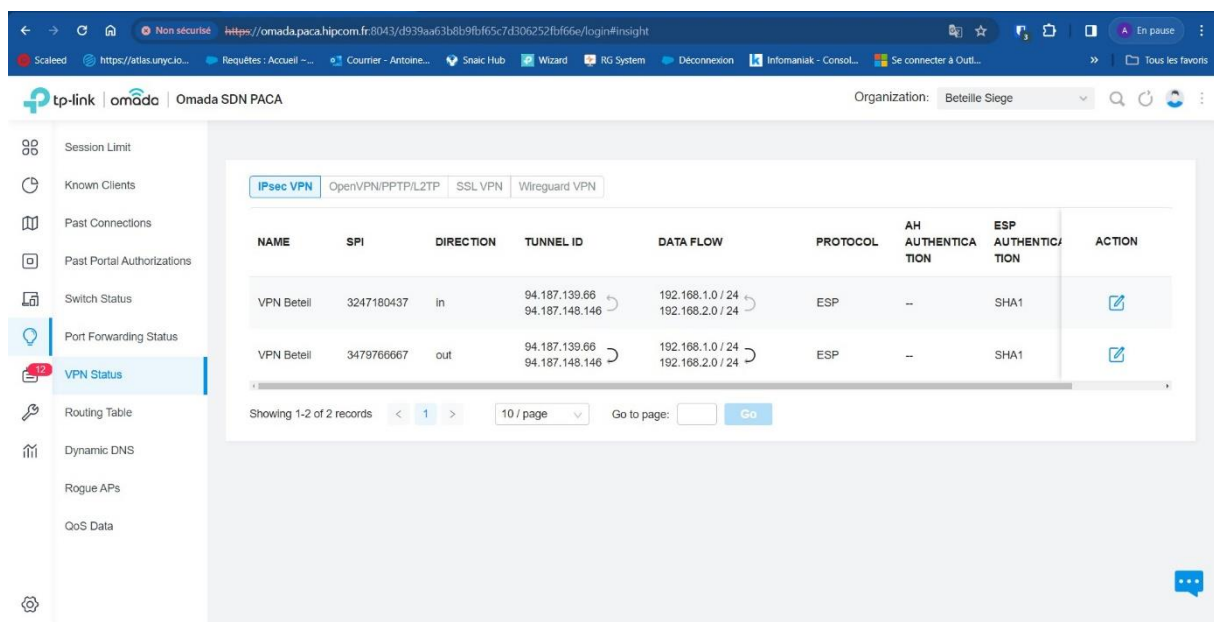 Non sécurisé https://omada.paca.hipcom.fr:8043/d939aa63b8b9fbf65c7d306252fbf66e/login#insight A En pause
Scaleed https://atlas.unyc.io... Requêtes : Accueil –... Courrier - Antoine... Snaic Hub Wizard RG System Déconnexion Infomaniak - Consol... Se connecter à Outl... » Tous les favoris
tp-link | omada | Omada SDN PACA Organization: Beteille Siege
Session Limit
Known Clients
Past Connections
Past Portal Authorizations
Switch Status
Port Forwarding Status
12
VPN Status
Routing Table
Dynamic DNS
Rogue APs
QoS Data
IPsec VPN OpenVPN/PPTP/L2TP SSL VPN Wireguard VPN
NAME SPI DIRECTION TUNNEL ID DATA FLOW PROTOCOL AH AUTHENTICA TION ESP AUTHENTICA TION ACTION
VPN Beteil 3247180437 in 94.187.139.66 94.187.148.146 192.168.1.0 / 24 192.168.2.0 / 24 ESP -- SHA1
VPN Beteil 3479766667 out 94.187.139.66 94.187.148.146 192.168.1.0 / 24 192.168.2.0 / 24 ESP -- SHA1
Showing 1-2 of 2 records < 1 > 10 / page Go to page: Go